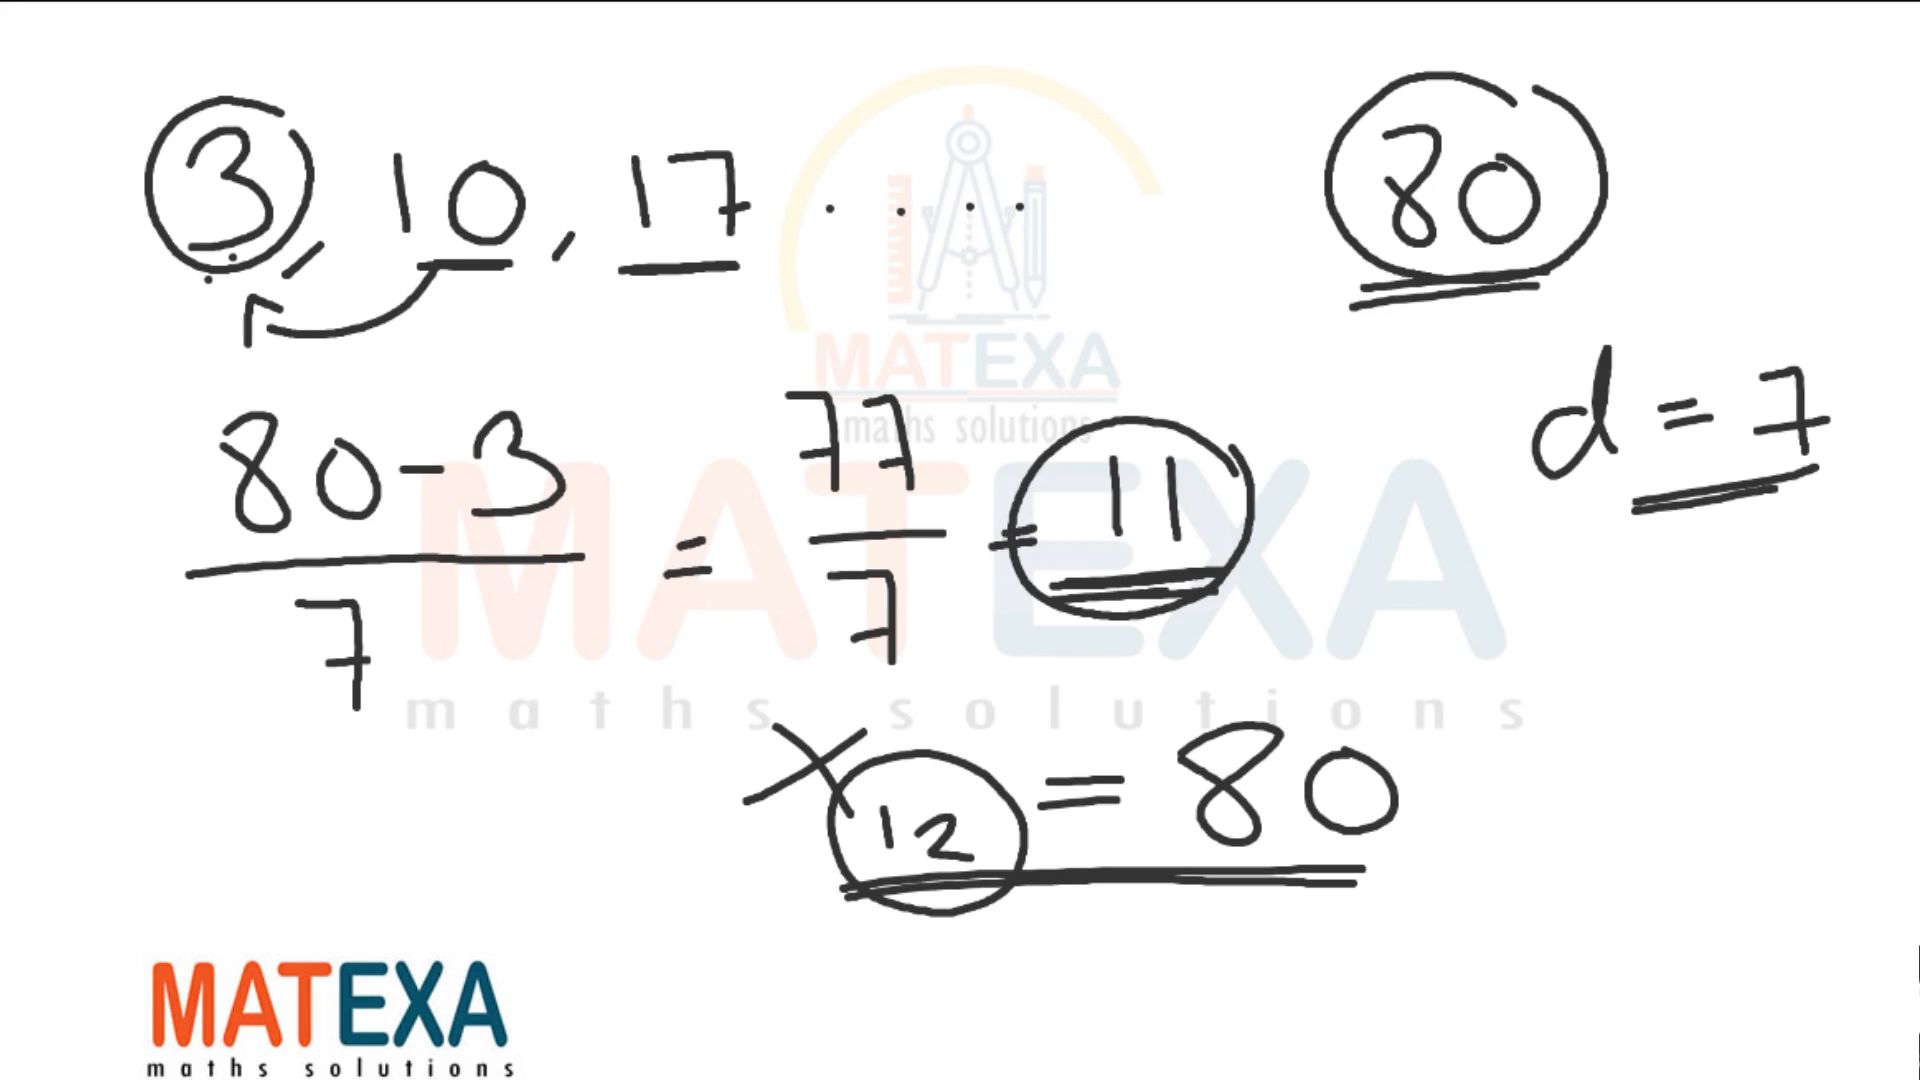 3, 10, 17 . . . . 80
d = 7
80-3 / 7 = 77 / 7 = 11
x12 = 80
MATEXA
maths solutions
MATEXA
maths solutions
MATEXA
maths solutions